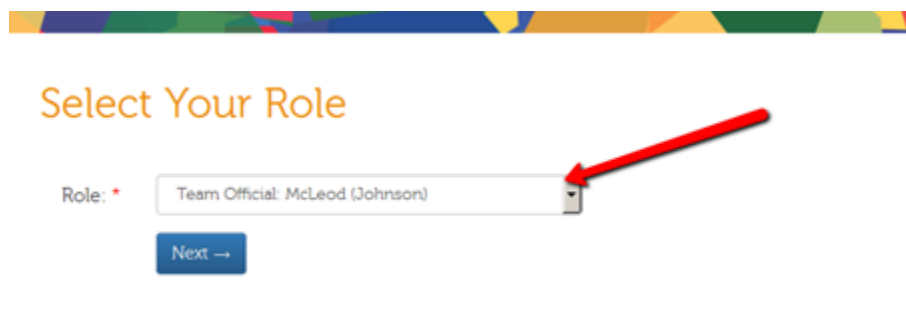 Select Your Role
Role: * Team Official: McLeod (Johnson)
Next →